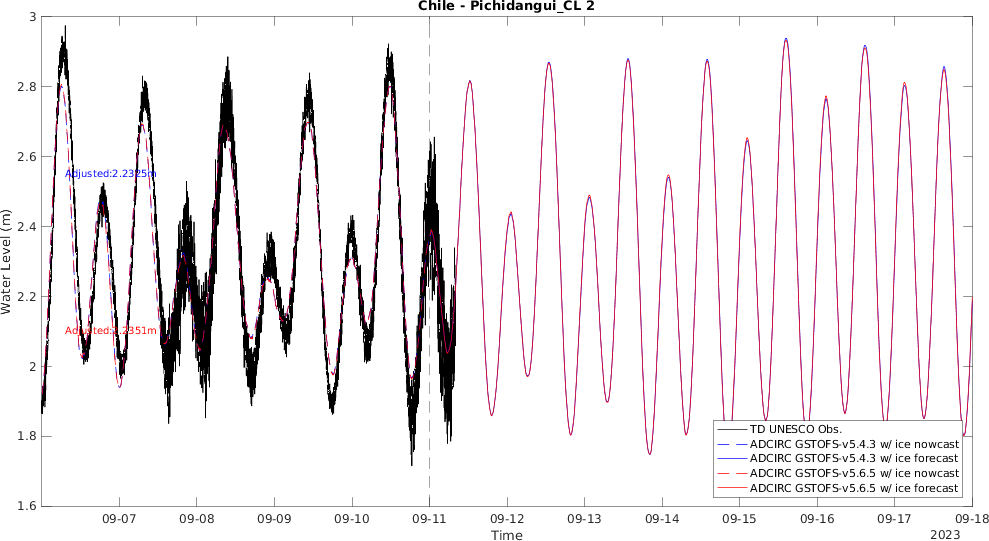 Chile - Pichidangui_CL 2
Water Level (m)
3
2.8
2.6
2.4
2.2
2
1.8
1.6
Adjusted:2.2325m
Adjusted:2.2351m
TD UNESCO Obs.
ADCIRC GSTOFS-v5.4.3 w/ ice nowcast
ADCIRC GSTOFS-v5.4.3 w/ ice forecast
ADCIRC GSTOFS-v5.6.5 w/ ice nowcast
ADCIRC GSTOFS-v5.6.5 w/ ice forecast
09-07 09-08 09-09 09-10 09-11 09-12 09-13 09-14 09-15 09-16 09-17 09-18
Time
2023